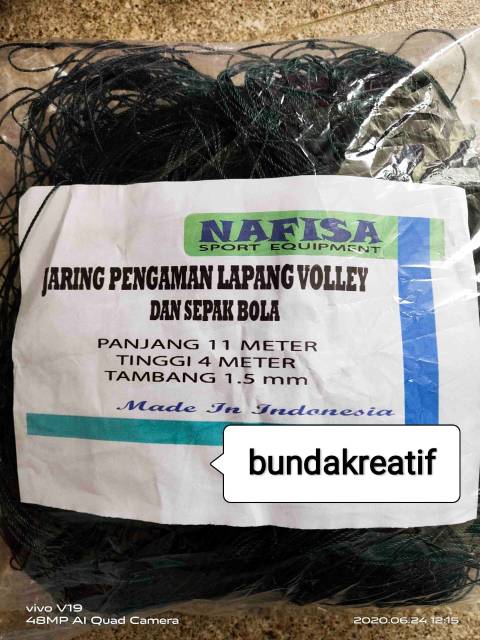 NAFISA
SPORT EQUIPMENT
JARING PENGAMAN LAPANG VOLLEY
DAN SEPAK BOLA
PANJANG 11 METER
TINGGI 4 METER
TAMBANG 1.5 mm
Made In Indonesia
bundakreatif
vivo V19
48MP AI Quad Camera
2020.06.24 12:15